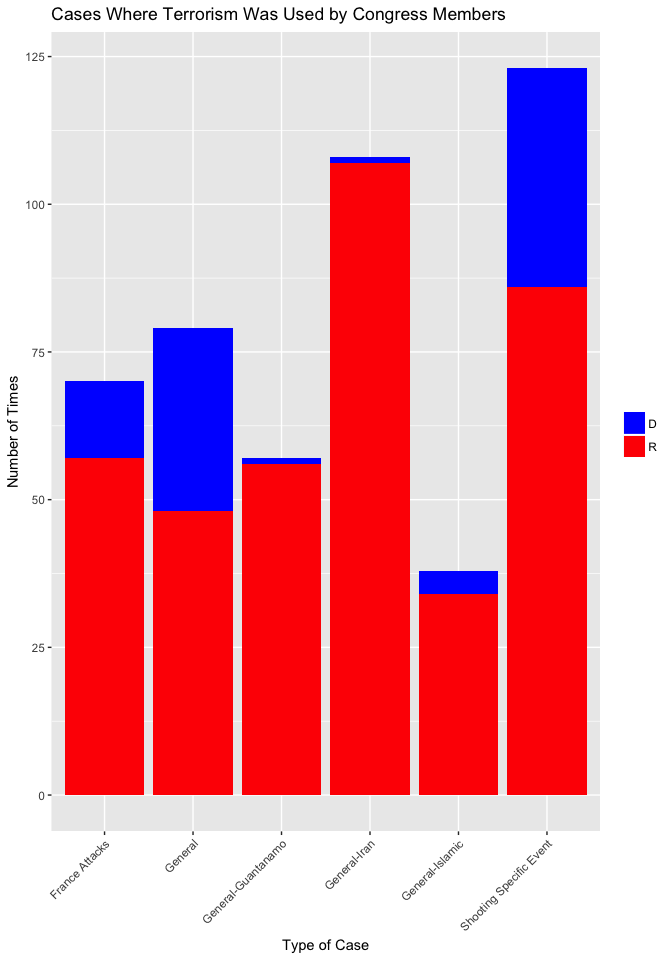 Cases Where Terrorism Was Used by Congress Members
125
100
75
50
25
0
Number of Times
D
R
France Attacks
General
General-Guantanamo
General-Iran
General-Islamic
Shooting Specific Event
Type of Case